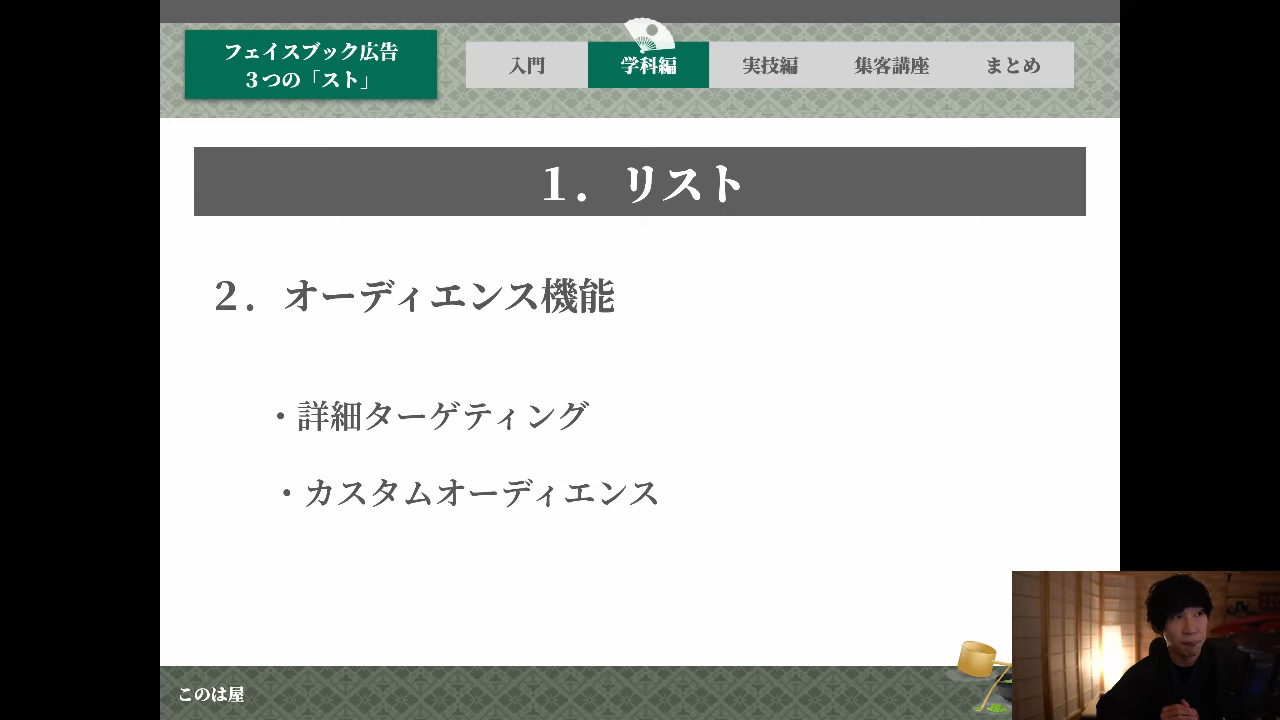 フェイスブック広告
３つの「スト」
入門
学科編
実技編
集客講座
まとめ
１．リスト
２．オーディエンス機能
・詳細ターゲティング
・カスタムオーディエンス
このは屋